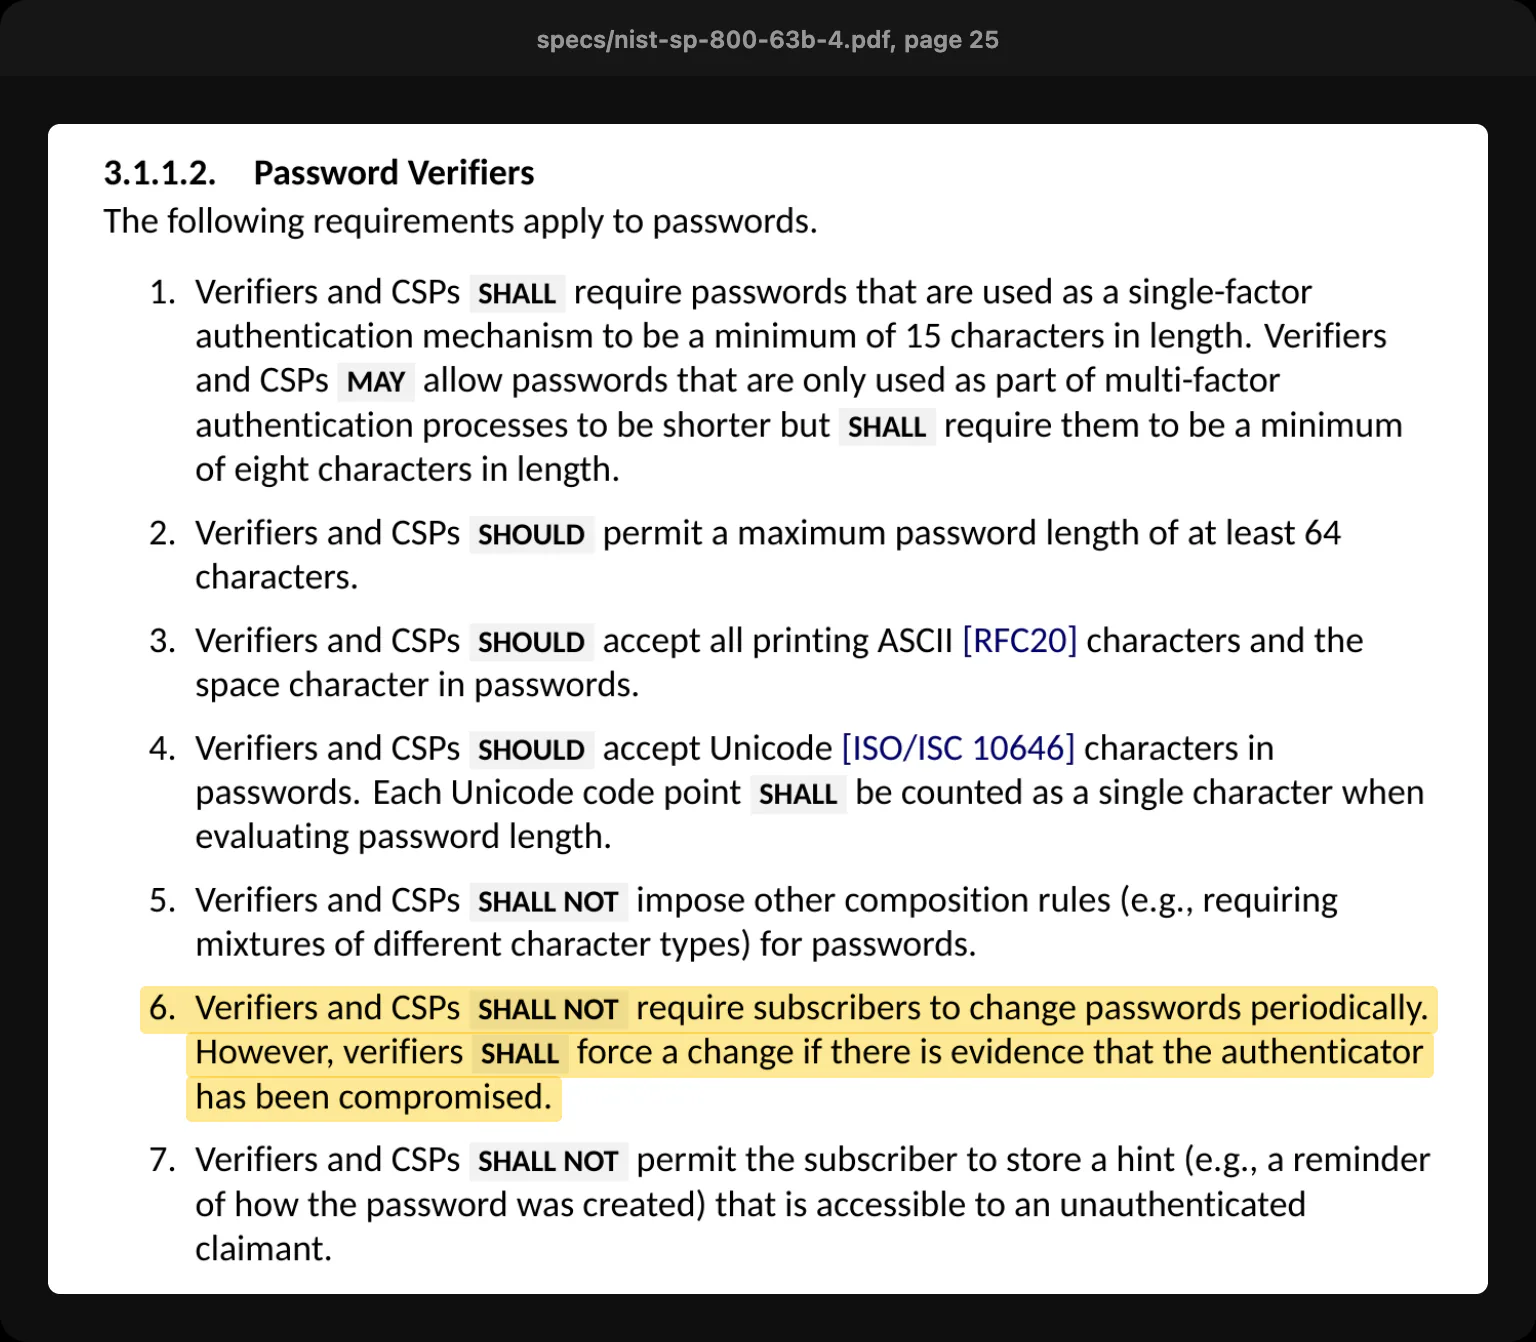 specs/nist-sp-800-63b-4.pdf, page 25
3.1.1.2. Password Verifiers
The following requirements apply to passwords.
1. Verifiers and CSPs SHALL require passwords that are used as a single-factor
authentication mechanism to be a minimum of 15 characters in length. Verifiers
and CSPs MAY allow passwords that are only used as part of multi-factor
authentication processes to be shorter but SHALL require them to be a minimum
of eight characters in length.
2. Verifiers and CSPs SHOULD permit a maximum password length of at least 64
characters.
3. Verifiers and CSPs SHOULD accept all printing ASCII [RFC20] characters and the
space character in passwords.
4. Verifiers and CSPs SHOULD accept Unicode [ISO/ISC 10646] characters in
passwords. Each Unicode code point SHALL be counted as a single character when
evaluating password length.
5. Verifiers and CSPs SHALL NOT impose other composition rules (e.g., requiring
mixtures of different character types) for passwords.
6. Verifiers and CSPs SHALL NOT require subscribers to change passwords periodically.
However, verifiers SHALL force a change if there is evidence that the authenticator
has been compromised.
7. Verifiers and CSPs SHALL NOT permit the subscriber to store a hint (e.g., a reminder
of how the password was created) that is accessible to an unauthenticated
claimant.